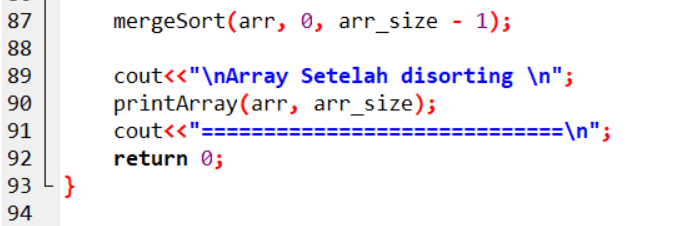 87 mergeSort(arr, 0, arr_size - 1);
88
89 cout<<"\nArray Setelah disorting \n";
90 printArray(arr, arr_size);
91 cout<<"=============================\n";
92 return 0;
93 }
94